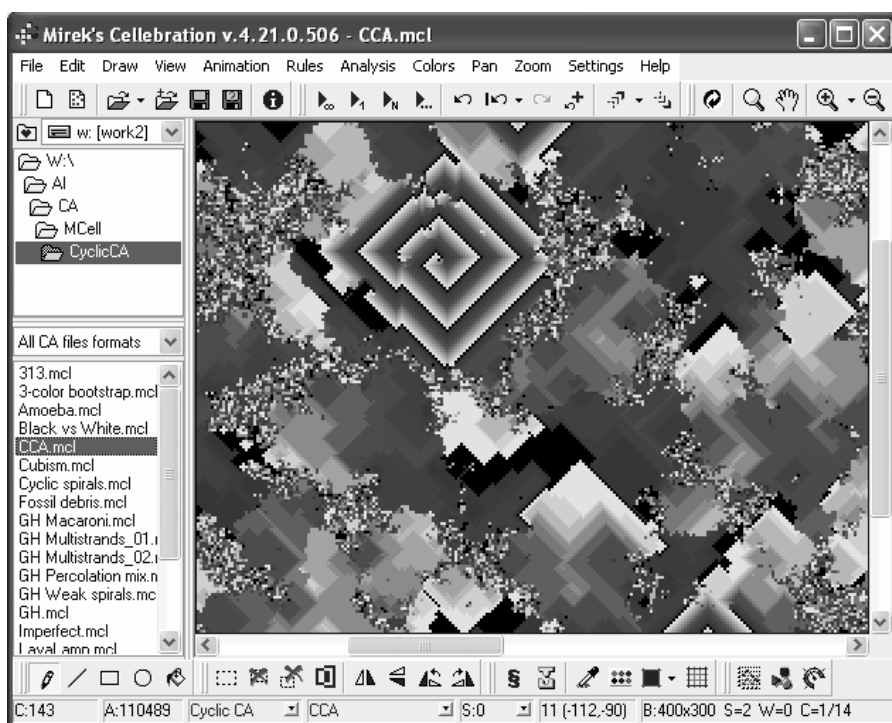 Mirek's Cellebration v.4.21.0.506 - CCA.mcl
File Edit Draw View Animation Rules Analysis Colors Pan Zoom Settings Help
w: [work2]
W:\
AI
CA
MCell
CyclicCA
All CA files formats
313.mcl
3-color bootstrap.mcl
Amoeba.mcl
Black vs White.mcl
CCA.mcl
Cubism.mcl
Cyclic spirals.mcl
Fossil debris.mcl
GH Macaroni.mcl
GH Multistrands_01.
GH Multistrands_02.
GH Percolation mix.
GH Weak spirals.mc
GH.mcl
Imperfect.mcl
LavaLamp.mcl
C:143 A:110489 Cyclic CA CCA S:0 11 (-112,-90) B:400x300 S=2 W=0 C=1/14